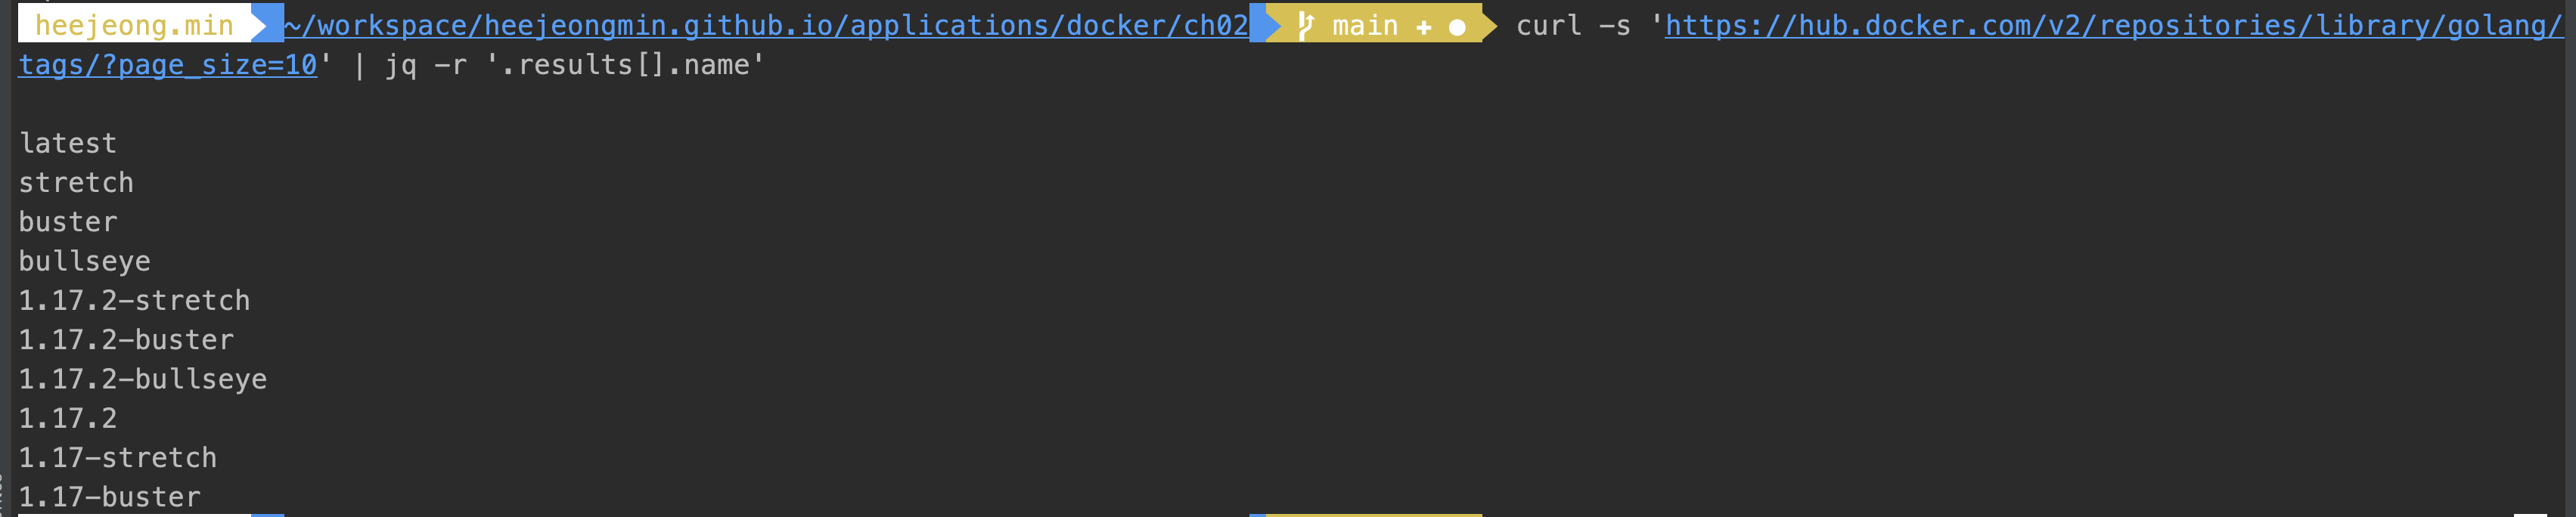 heejeong.min ~/workspace/heejeongmin.github.io/applications/docker/ch02 main + ● curl -s 'https://hub.docker.com/v2/repositories/library/golang/
tags/?page_size=10' | jq -r '.results[].name'
latest
stretch
buster
bullseye
1.17.2-stretch
1.17.2-buster
1.17.2-bullseye
1.17.2
1.17-stretch
1.17-buster